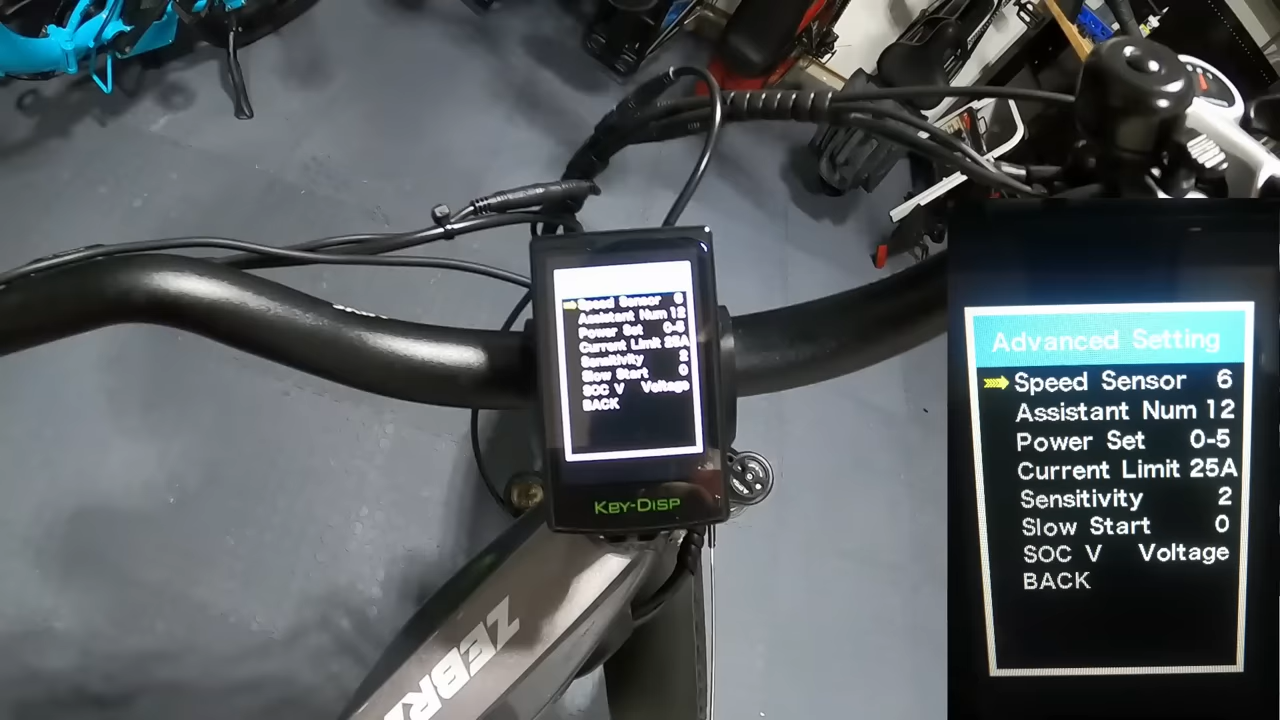 Speed Sensor 6
Assistant Num 12
Power Set 0-5
Current Limit 25A
Sensitivity 2
Slow Start 0
SOC V Voltage
BACK
KEY-DISP
ZEBR
Advanced Setting
Speed Sensor 6
Assistant Num 12
Power Set 0-5
Current Limit 25A
Sensitivity 2
Slow Start 0
SOC V Voltage
BACK